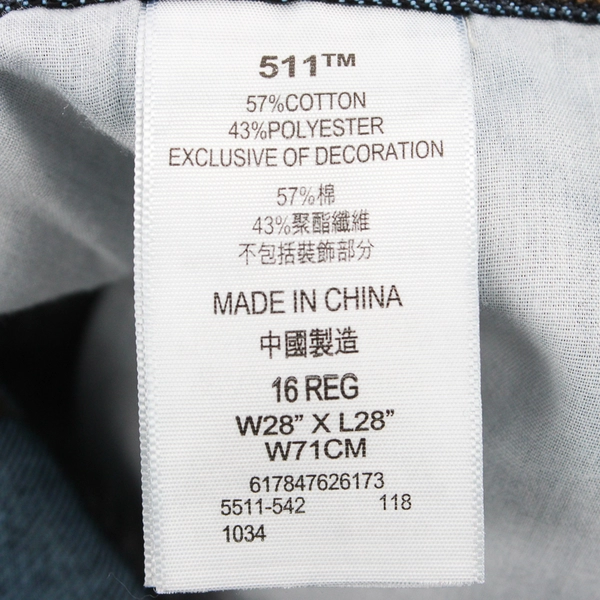 511™
57%COTTON
43%POLYESTER
EXCLUSIVE OF DECORATION
57%棉
43%聚酯纖維
不包括裝飾部分
MADE IN CHINA
中國製造
16 REG
W28” X L28”
W71CM
617847626173
5511-542 118
1034